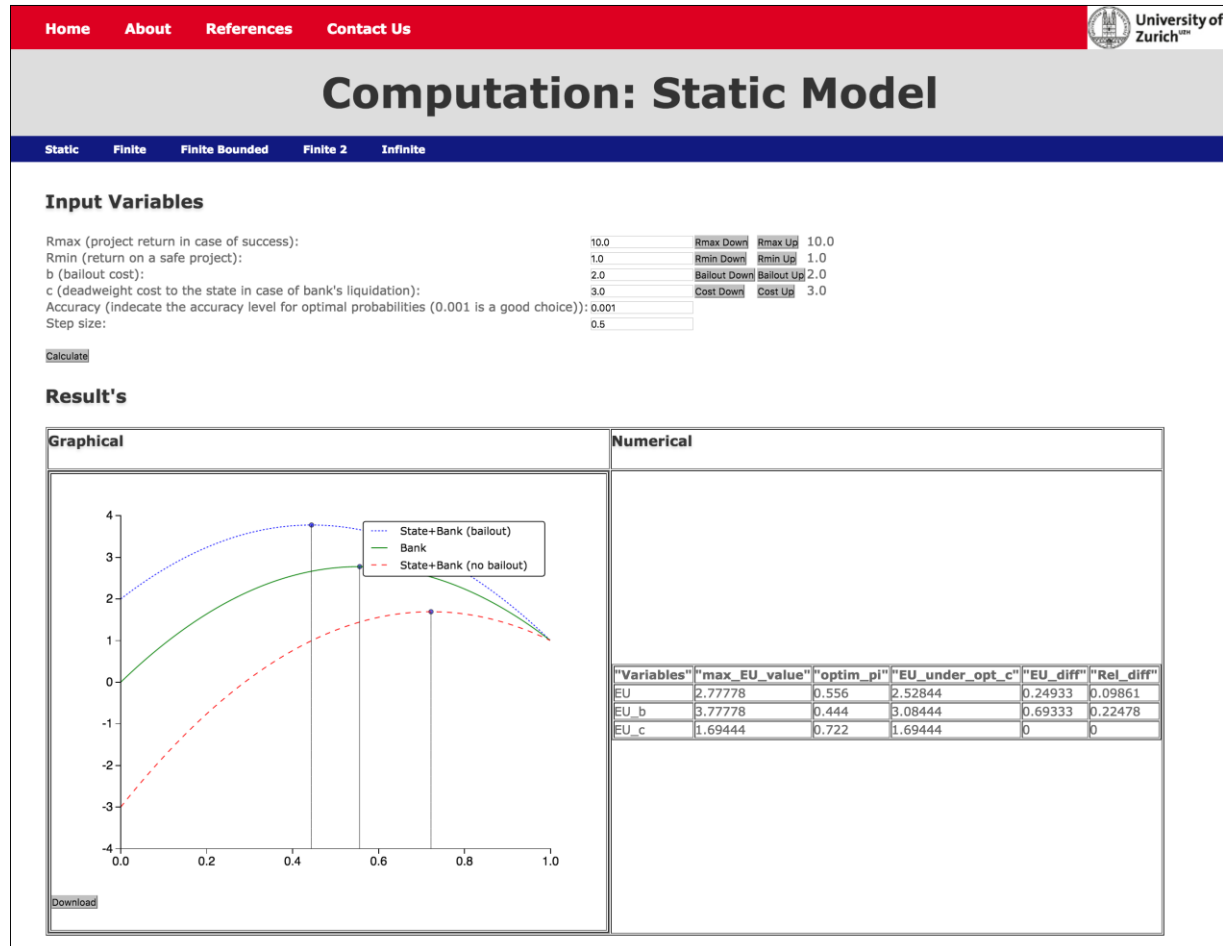 Home About References Contact Us
University of
Zurich UZH
Computation: Static Model
Static Finite Finite Bounded Finite 2 Infinite
Input Variables
Rmax (project return in case of success): 10.0 Rmax Down Rmax Up 10.0
Rmin (return on a safe project): 1.0 Rmin Down Rmin Up 1.0
b (bailout cost): 2.0 Bailout Down Bailout Up 2.0
c (deadweight cost to the state in case of bank's liquidation): 3.0 Cost Down Cost Up 3.0
Accuracy (indecate the accuracy level for optimal probabilities (0.001 is a good choice)): 0.001
Step size: 0.5
Calculate
Result's
Graphical Numerical
4
3
2
1
0
-1
-2
-3
-4
0.0 0.2 0.4 0.6 0.8 1.0
State+Bank (bailout)
Bank
State+Bank (no bailout)
Download
"Variables" "max_EU_value" "optim_pi" "EU_under_opt_c" "EU_diff" "Rel_diff"
EU 2.77778 0.556 2.52844 0.24933 0.09861
EU_b 3.77778 0.444 3.08444 0.69333 0.22478
EU_c 1.69444 0.722 1.69444 0 0